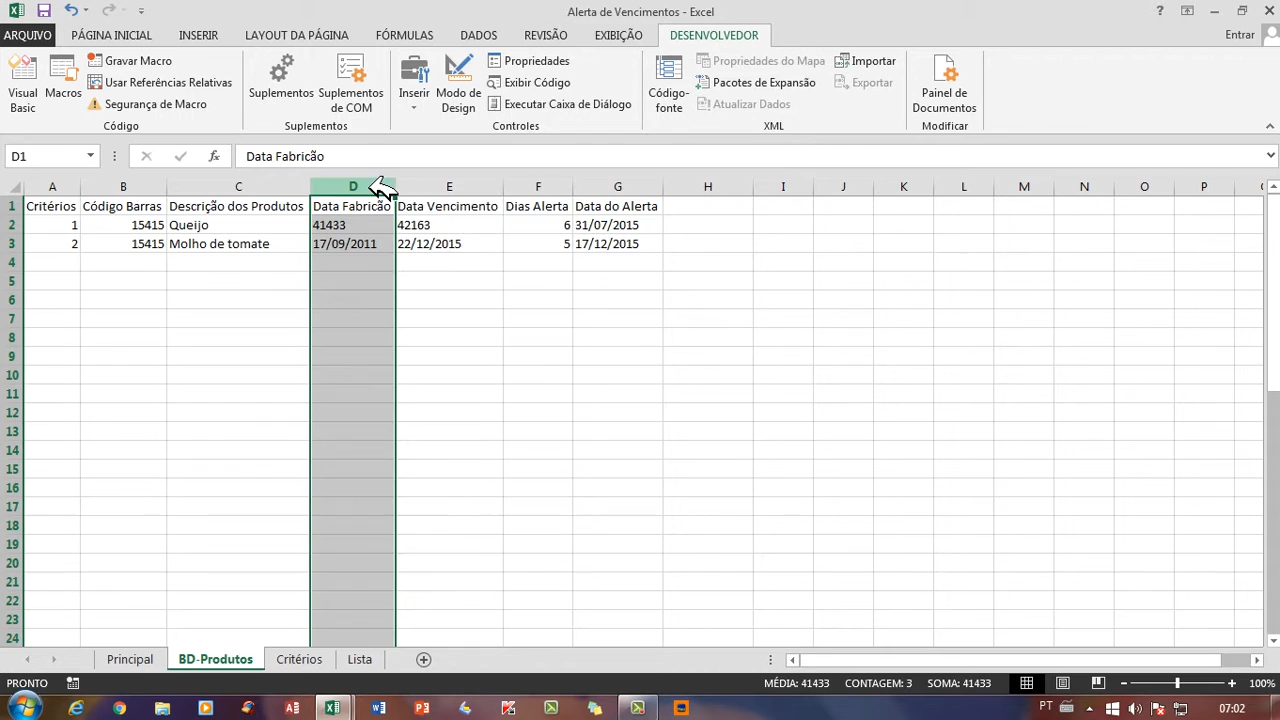 Alerta de Vencimentos - Excel
ARQUIVO PÁGINA INICIAL INSERIR LAYOUT DA PÁGINA FÓRMULAS DADOS REVISÃO EXIBIÇÃO DESENVOLVEDOR Entrar
Visual Basic
Macros
Gravar Macro
Usar Referências Relativas
Segurança de Macro
Código
Suplementos
Suplementos de COM
Suplementos
Inserir
Modo de Design
Propriedades
Exibir Código
Executar Caixa de Diálogo
Controles
Código-fonte
Propriedades do Mapa
Pacotes de Expansão
Atualizar Dados
Importar
Exportar
XML
Painel de Documentos
Modificar
D1 fx Data Fabricão
A B C D E F G H I J K L M N O P
1 Critérios Código Barras Descrição dos Produtos Data Fabricão Data Vencimento Dias Alerta Data do Alerta
2 1 15415 Queijo 41433 42163 6 31/07/2015
3 2 15415 Molho de tomate 17/09/2011 22/12/2015 5 17/12/2015
4
5
6
7
8
9
10
11
12
13
14
15
16
17
18
19
20
21
22
23
24
Principal BD-Produtos Critérios Lista
PRONTO MÉDIA: 41433 CONTAGEM: 3 SOMA: 41433 100%
PT 07:02